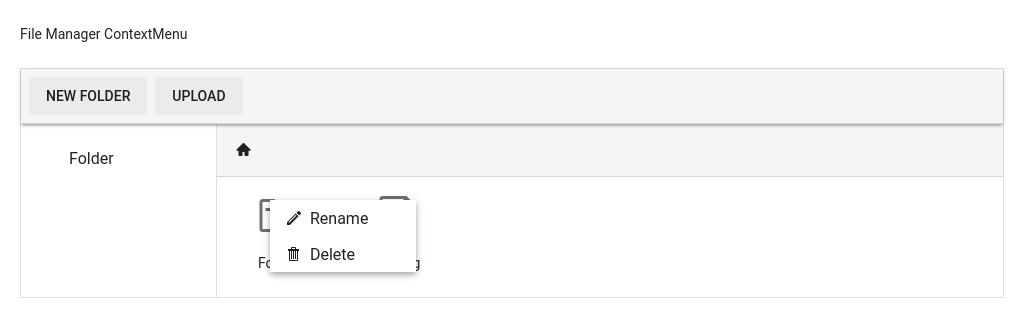 File Manager ContextMenu
NEW FOLDER UPLOAD
Folder
Rename
Delete